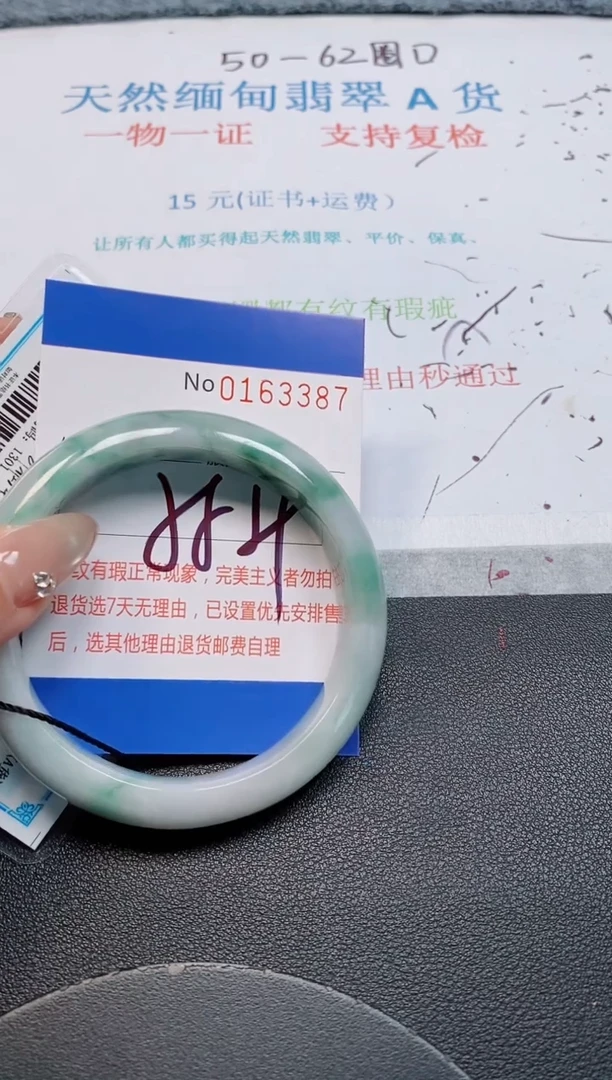 50-62圈口
天然缅甸翡翠 A 货
一物一证 支持复检
15 元(证书+运费)
让所有人都买得起天然翡翠、平价、保真、
都有纹有瑕疵
理由秒通过
No0163387
纹有瑕正常现象，完美主义者勿拍
退货选7天无理由，已设置优先安排售
后，选其他理由退货邮费自理